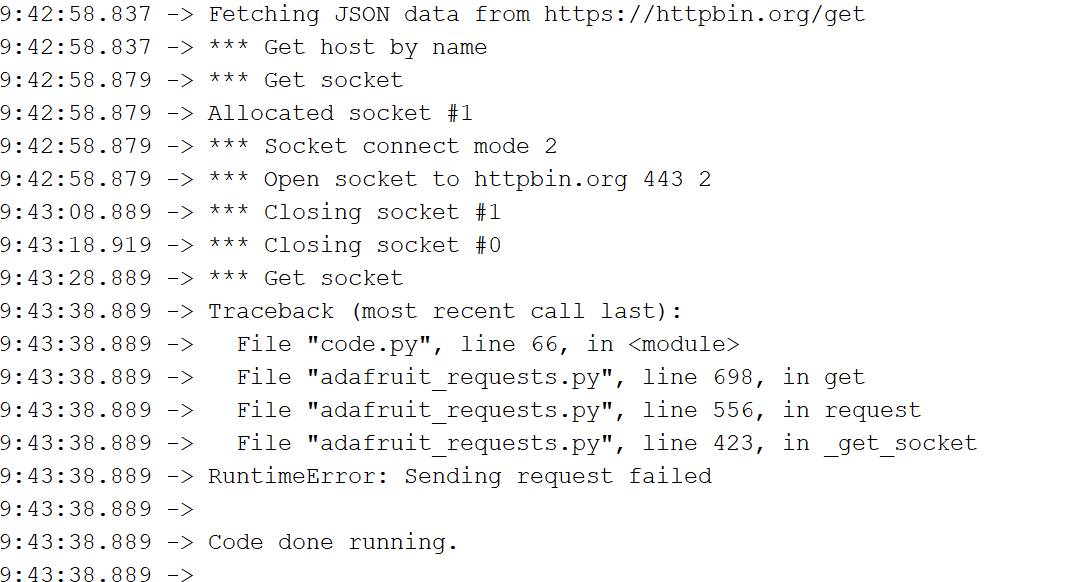 9:42:58.837 -> Fetching JSON data from https://httpbin.org/get
9:42:58.837 -> *** Get host by name
9:42:58.879 -> *** Get socket
9:42:58.879 -> Allocated socket #1
9:42:58.879 -> *** Socket connect mode 2
9:42:58.879 -> *** Open socket to httpbin.org 443 2
9:43:08.889 -> *** Closing socket #1
9:43:18.919 -> *** Closing socket #0
9:43:28.889 -> *** Get socket
9:43:38.889 -> Traceback (most recent call last):
9:43:38.889 ->   File "code.py", line 66, in <module>
9:43:38.889 ->   File "adafruit_requests.py", line 698, in get
9:43:38.889 ->   File "adafruit_requests.py", line 556, in request
9:43:38.889 ->   File "adafruit_requests.py", line 423, in _get_socket
9:43:38.889 -> RuntimeError: Sending request failed
9:43:38.889 ->
9:43:38.889 -> Code done running.
9:43:38.889 ->